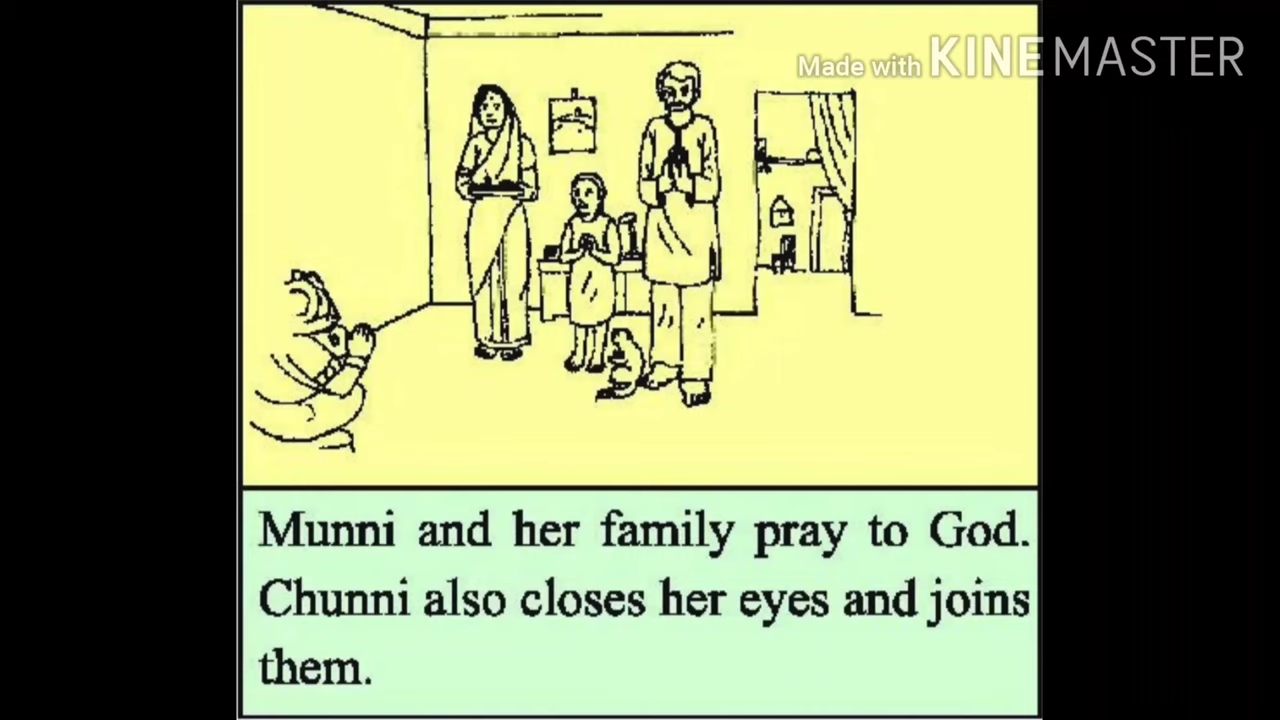 Made with KINEMASTER
Munni and her family pray to God.
Chunni also closes her eyes and joins
them.